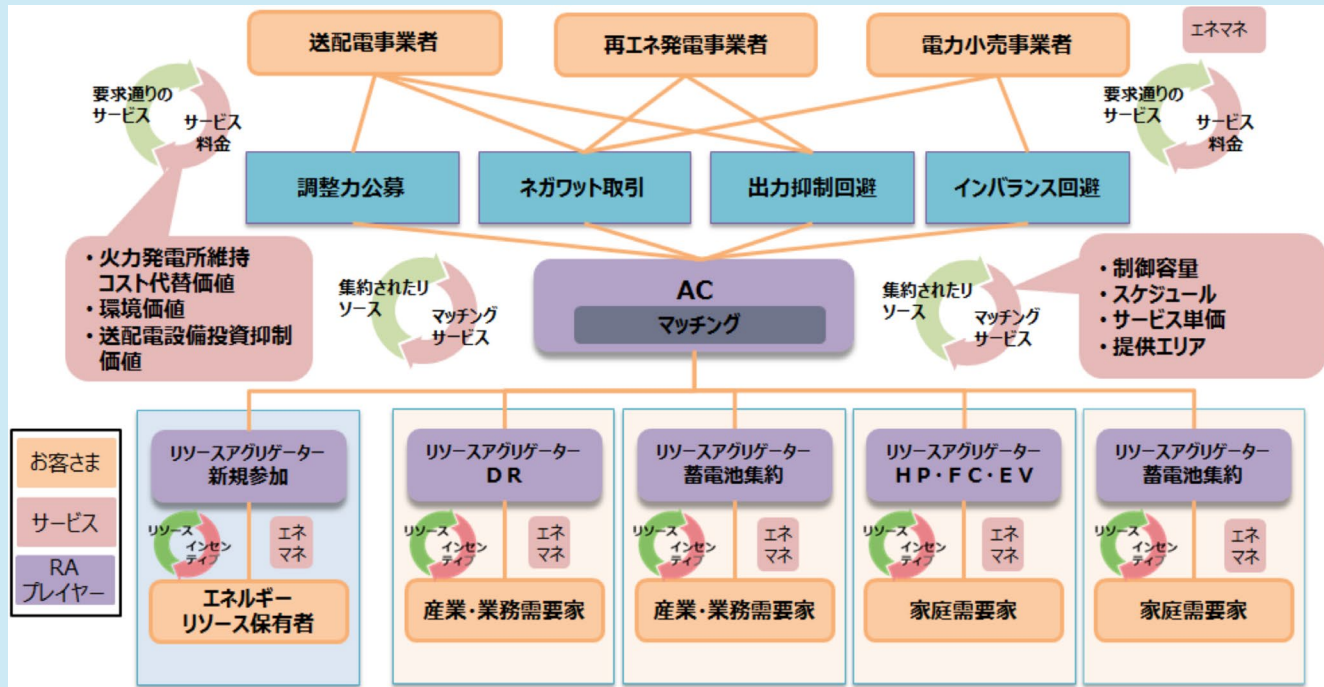 送配電事業者
再エネ発電事業者
電力小売事業者
エネマネ
要求通りの
サービス
サービス
料金
要求通りの
サービス
サービス
料金
調整力公募
ネガワット取引
出力抑制回避
インバランス回避
・火力発電所維持
コスト代替価値
・環境価値
・送配電設備投資抑制
価値
集約されたリ
ソース
マッチング
サービス
AC
マッチング
集約されたリ
ソース
マッチング
サービス
・制御容量
・スケジュール
・サービス単価
・提供エリア
お客さま
サービス
RA
プレイヤー
リソースアグリゲーター
新規参加
リソース
インセン
ティブ
エネ
マネ
エネルギー
リソース保有者
リソースアグリゲーター
DR
リソース
インセン
ティブ
エネ
マネ
産業・業務需要家
リソースアグリゲーター
蓄電池集約
リソース
インセン
ティブ
エネ
マネ
産業・業務需要家
リソースアグリゲーター
HP・FC・EV
リソース
インセン
ティブ
エネ
マネ
家庭需要家
リソースアグリゲーター
蓄電池集約
リソース
インセン
ティブ
エネ
マネ
家庭需要家